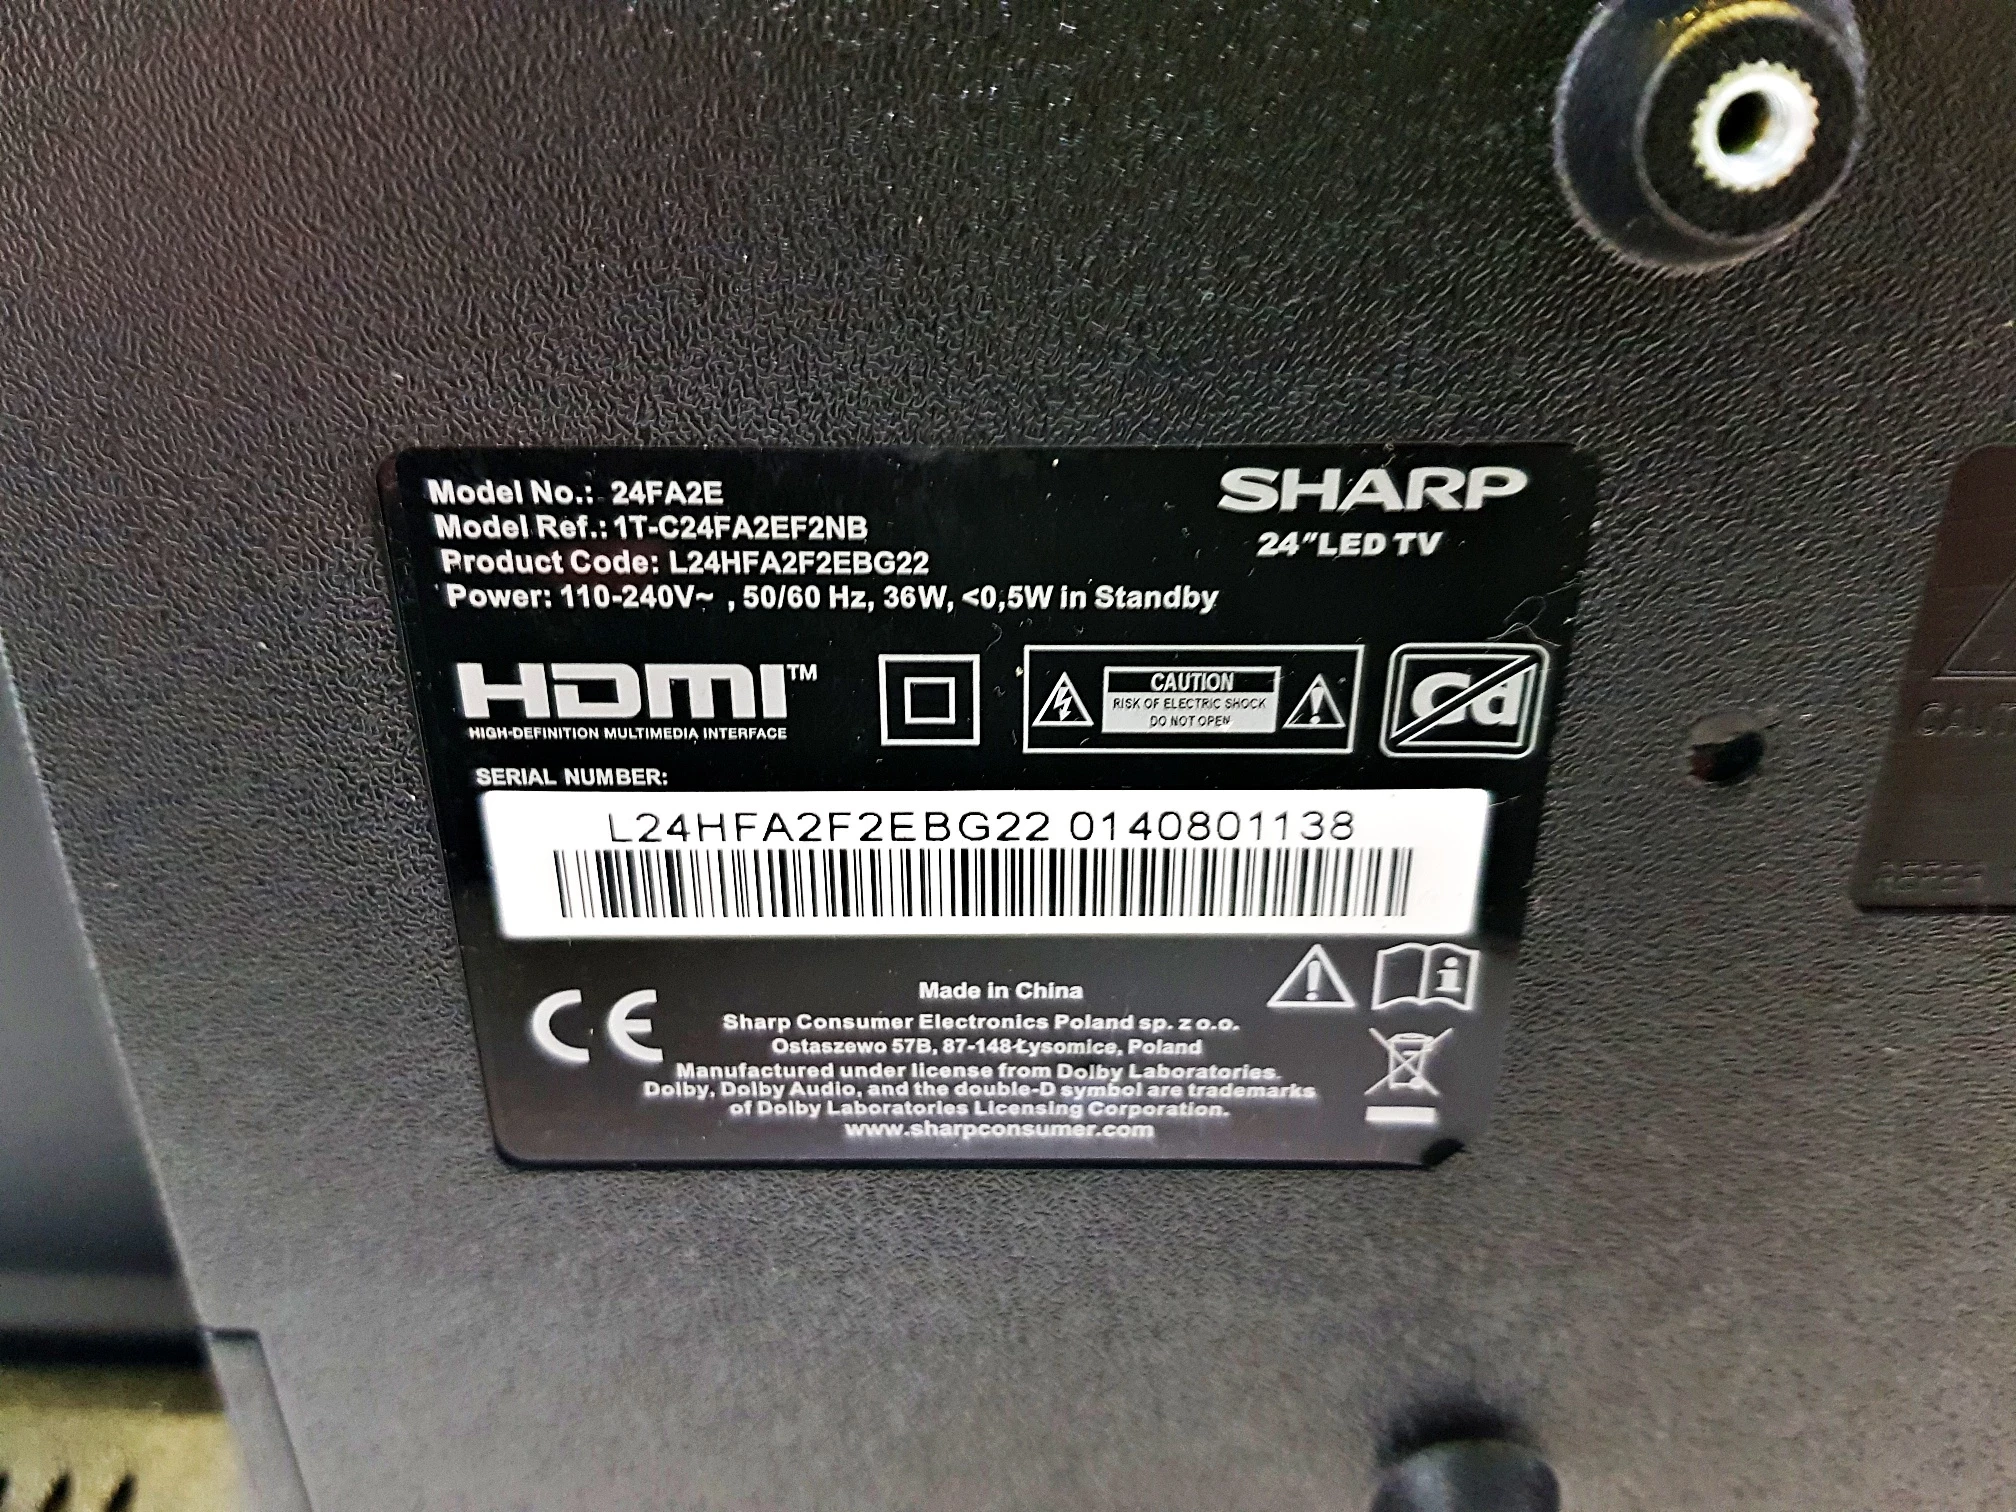 Model No.: 24FA2E
Model Ref.: 1T-C24FA2EF2NB
Product Code: L24HFA2F2EBG22
Power: 110-240V~ , 50/60 Hz, 36W, <0,5W in Standby
SHARP
24"LED TV
HDMI™
HIGH-DEFINITION MULTIMEDIA INTERFACE
CAUTION
RISK OF ELECTRIC SHOCK
DO NOT OPEN
Cd
SERIAL NUMBER:
L24HFA2F2EBG22 0140801138
CE
Made in China
Sharp Consumer Electronics Poland sp. z o.o.
Ostaszewo 57B, 87-148 Łysomice, Poland
Manufactured under license from Dolby Laboratories.
Dolby, Dolby Audio, and the double-D symbol are trademarks
of Dolby Laboratories Licensing Corporation.
www.sharpconsumer.com